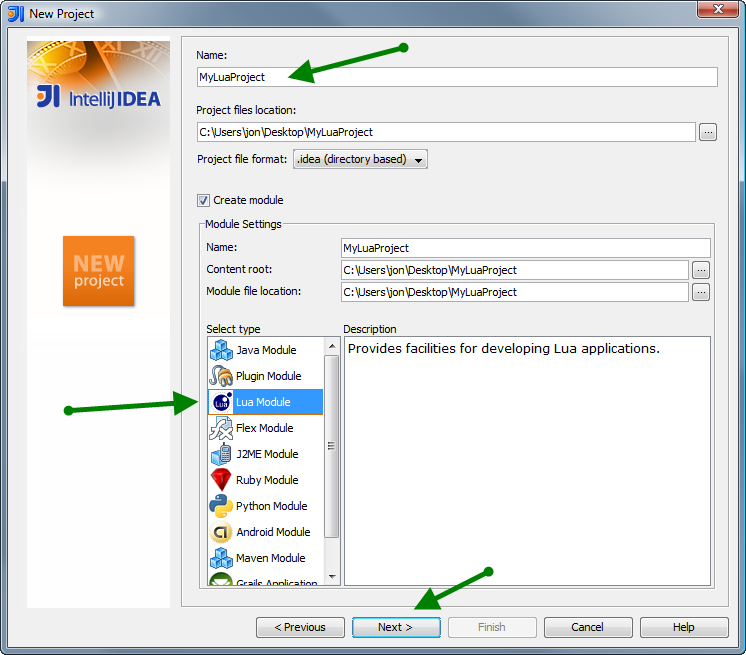 New Project
IntelliJ IDEA
NEW
project
Name:
MyLuaProject
Project files location:
C:\Users\jon\Desktop\MyLuaProject
...
Project file format: .idea (directory based)
Create module
Module Settings
Name: MyLuaProject
Content root: C:\Users\jon\Desktop\MyLuaProject ...
Module file location: C:\Users\jon\Desktop\MyLuaProject ...
Select type
Java Module
Plugin Module
Lua Lua Module
Flex Module
J2ME Module
Ruby Module
Python Module
Android Module
Maven Module
Grails Application
Description
Provides facilities for developing Lua applications.
< Previous Next > Finish Cancel Help